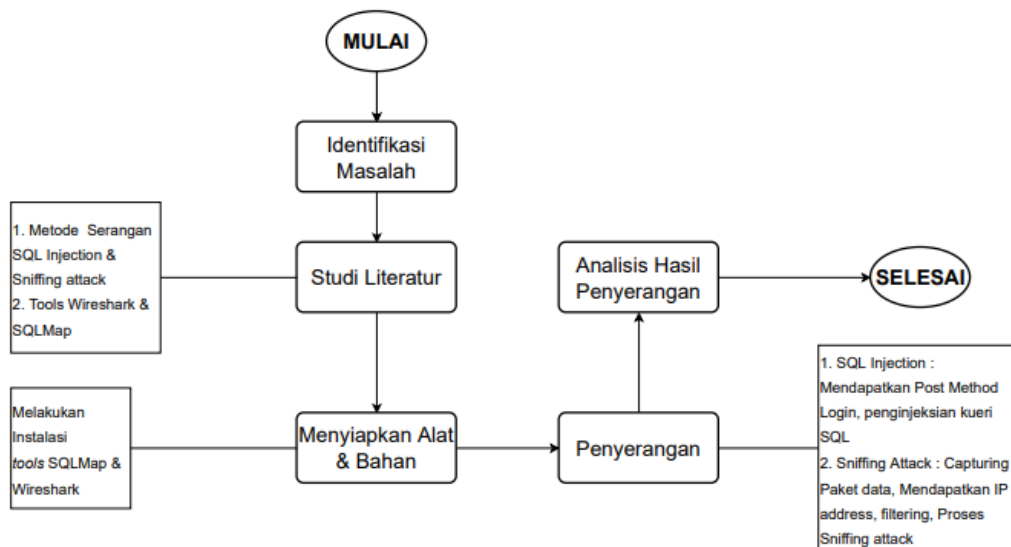 MULAI
Identifikasi
Masalah
1. Metode Serangan
SQL Injection &
Sniffing attack
2. Tools Wireshark &
SQLMap
Studi Literatur
Analisis Hasil
Penyerangan
SELESAI
Melakukan
Instalasi
tools SQLMap &
Wireshark
Menyiapkan Alat
& Bahan
Penyerangan
1. SQL Injection :
Mendapatkan Post Method
Login, penginjeksian kueri
SQL
2. Sniffing Attack : Capturing
Paket data, Mendapatkan IP
address, filtering, Proses
Sniffing attack